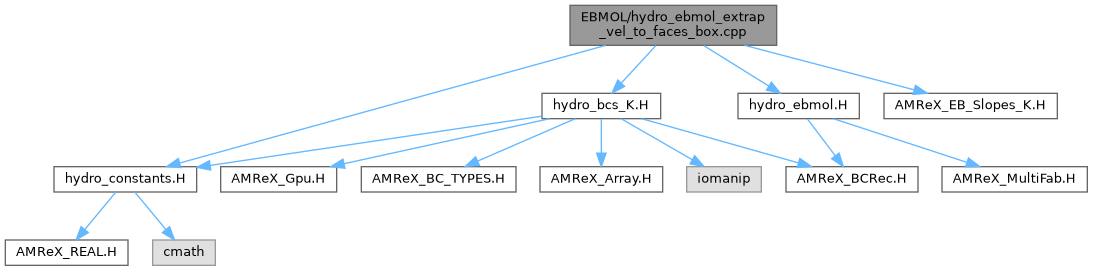 EBMOL/hydro_ebmol_extrap
_vel_to_faces_box.cpp
hydro_bcs_K.H
hydro_ebmol.H
AMReX_EB_Slopes_K.H
hydro_constants.H
AMReX_Gpu.H
AMReX_BC_TYPES.H
AMReX_Array.H
iomanip
AMReX_BCRec.H
AMReX_MultiFab.H
AMReX_REAL.H
cmath